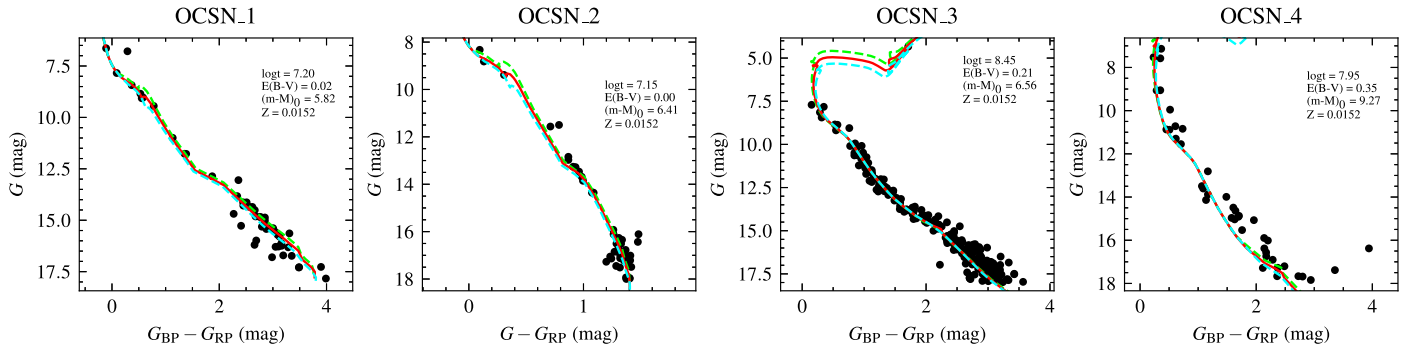 OCSN_1
logt = 7.20
E(B-V) = 0.02
(m-M)0 = 5.82
Z = 0.0152
7.5
10.0
12.5
15.0
17.5
G (mag)
0
2
4
GBP − GRP (mag)
OCSN_2
logt = 7.15
E(B-V) = 0.00
(m-M)0 = 6.41
Z = 0.0152
8
10
12
14
16
18
G (mag)
0
1
G − GRP (mag)
OCSN_3
logt = 8.45
E(B-V) = 0.21
(m-M)0 = 6.56
Z = 0.0152
5.0
7.5
10.0
12.5
15.0
17.5
G (mag)
0
2
4
GBP − GRP (mag)
OCSN_4
logt = 7.95
E(B-V) = 0.35
(m-M)0 = 9.27
Z = 0.0152
8
10
12
14
16
18
G (mag)
0
2
4
GBP − GRP (mag)